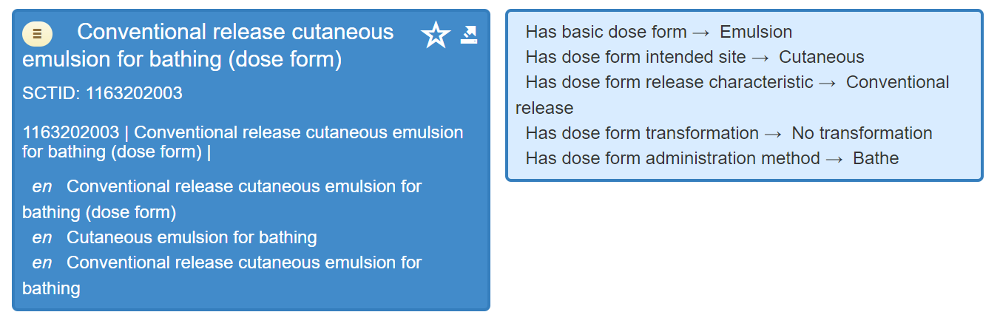 Conventional release cutaneous
emulsion for bathing (dose form)
SCTID: 1163202003
1163202003 | Conventional release cutaneous emulsion
for bathing (dose form) |
en Conventional release cutaneous emulsion for
bathing (dose form)
en Cutaneous emulsion for bathing
en Conventional release cutaneous emulsion for
bathing
Has basic dose form → Emulsion
Has dose form intended site → Cutaneous
Has dose form release characteristic → Conventional
release
Has dose form transformation → No transformation
Has dose form administration method → Bathe